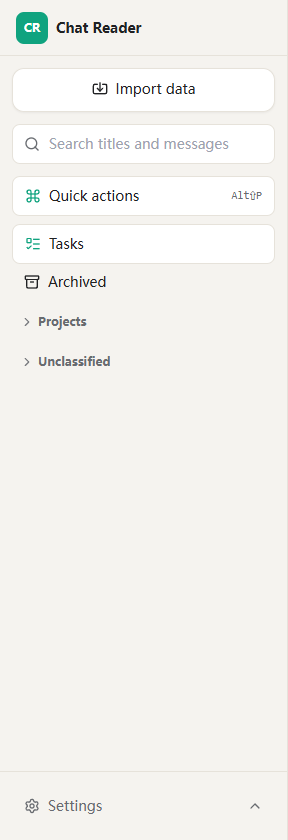 CR Chat Reader
Import data
Search titles and messages
Quick actions Alt⇧P
Tasks
Archived
Projects
Unclassified
Settings